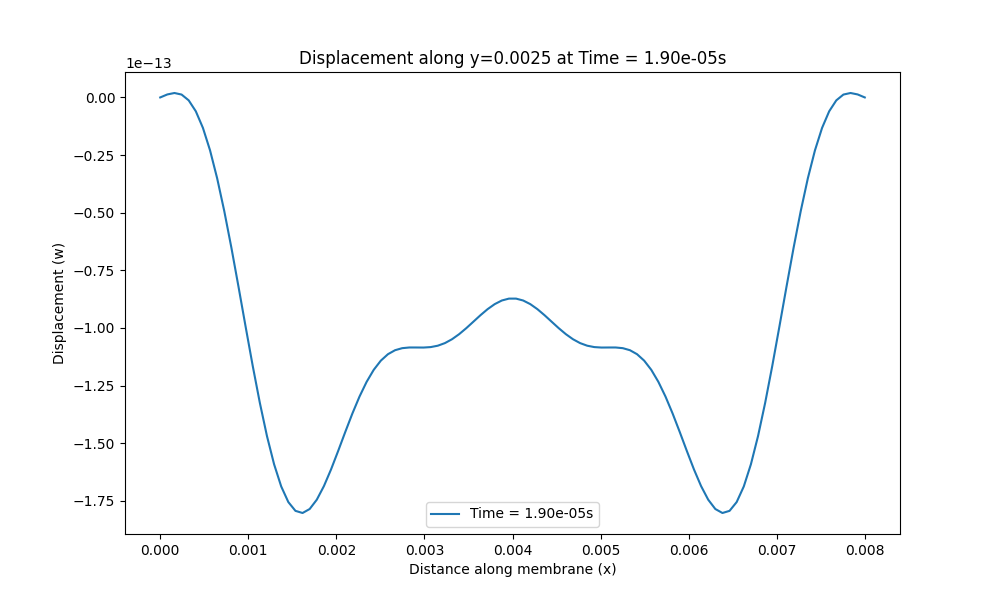 Displacement along y=0.0025 at Time = 1.90e-05s
1e−13
0.00
−0.25
−0.50
−0.75
−1.00
−1.25
−1.50
−1.75
Displacement (w)
Time = 1.90e-05s
0.000 0.001 0.002 0.003 0.004 0.005 0.006 0.007 0.008
Distance along membrane (x)